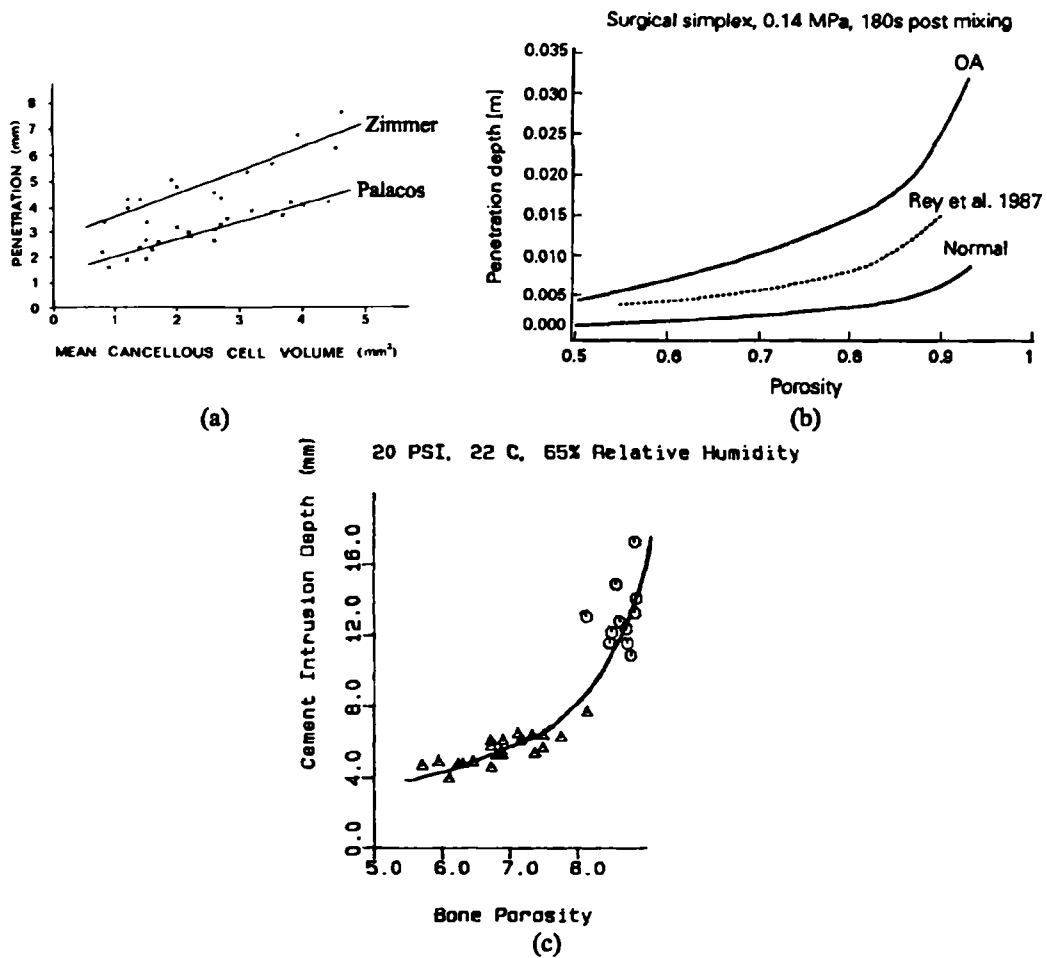 Surgical simplex, 0.14 MPa, 180s post mixing
PENETRATION (mm)
8
7
6
5
4
3
2
1
0
Zimmer
Palacos
0 1 2 3 4 5
MEAN CANCELLOUS CELL VOLUME (mm³)
(a)
Penetration depth [m]
0.035
0.030
0.025
0.020
0.015
0.010
0.005
0.000
OA
Rey et al. 1987
Normal
0.5 0.6 0.7 0.8 0.9 1
Porosity
(b)
20 PSI, 22 C, 65% Relative Humidity
Cement Intrusion Depth (mm)
16.0
12.0
8.0
4.0
0.0
5.0 6.0 7.0 8.0
Bone Porosity
(c)